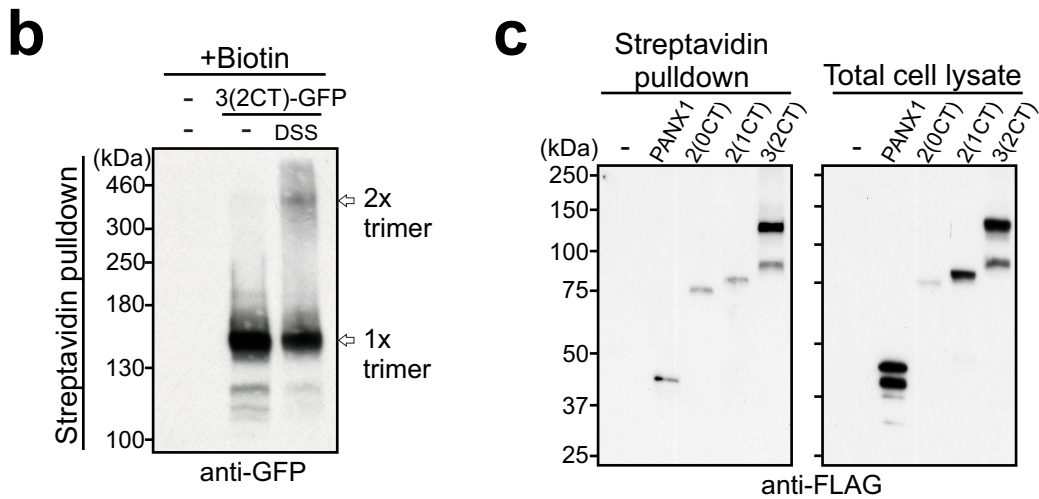 b
+Biotin
- 3(2CT)-GFP
- - DSS
(kDa)
460
300
250
180
130
100
Streptavidin pulldown
2x
trimer
1x
trimer
anti-GFP
c
Streptavidin
pulldown
Total cell lysate
(kDa)
- PANX1 2(0CT) 2(1CT) 3(2CT)
- PANX1 2(0CT) 2(1CT) 3(2CT)
250
150
100
75
50
37
25
anti-FLAG